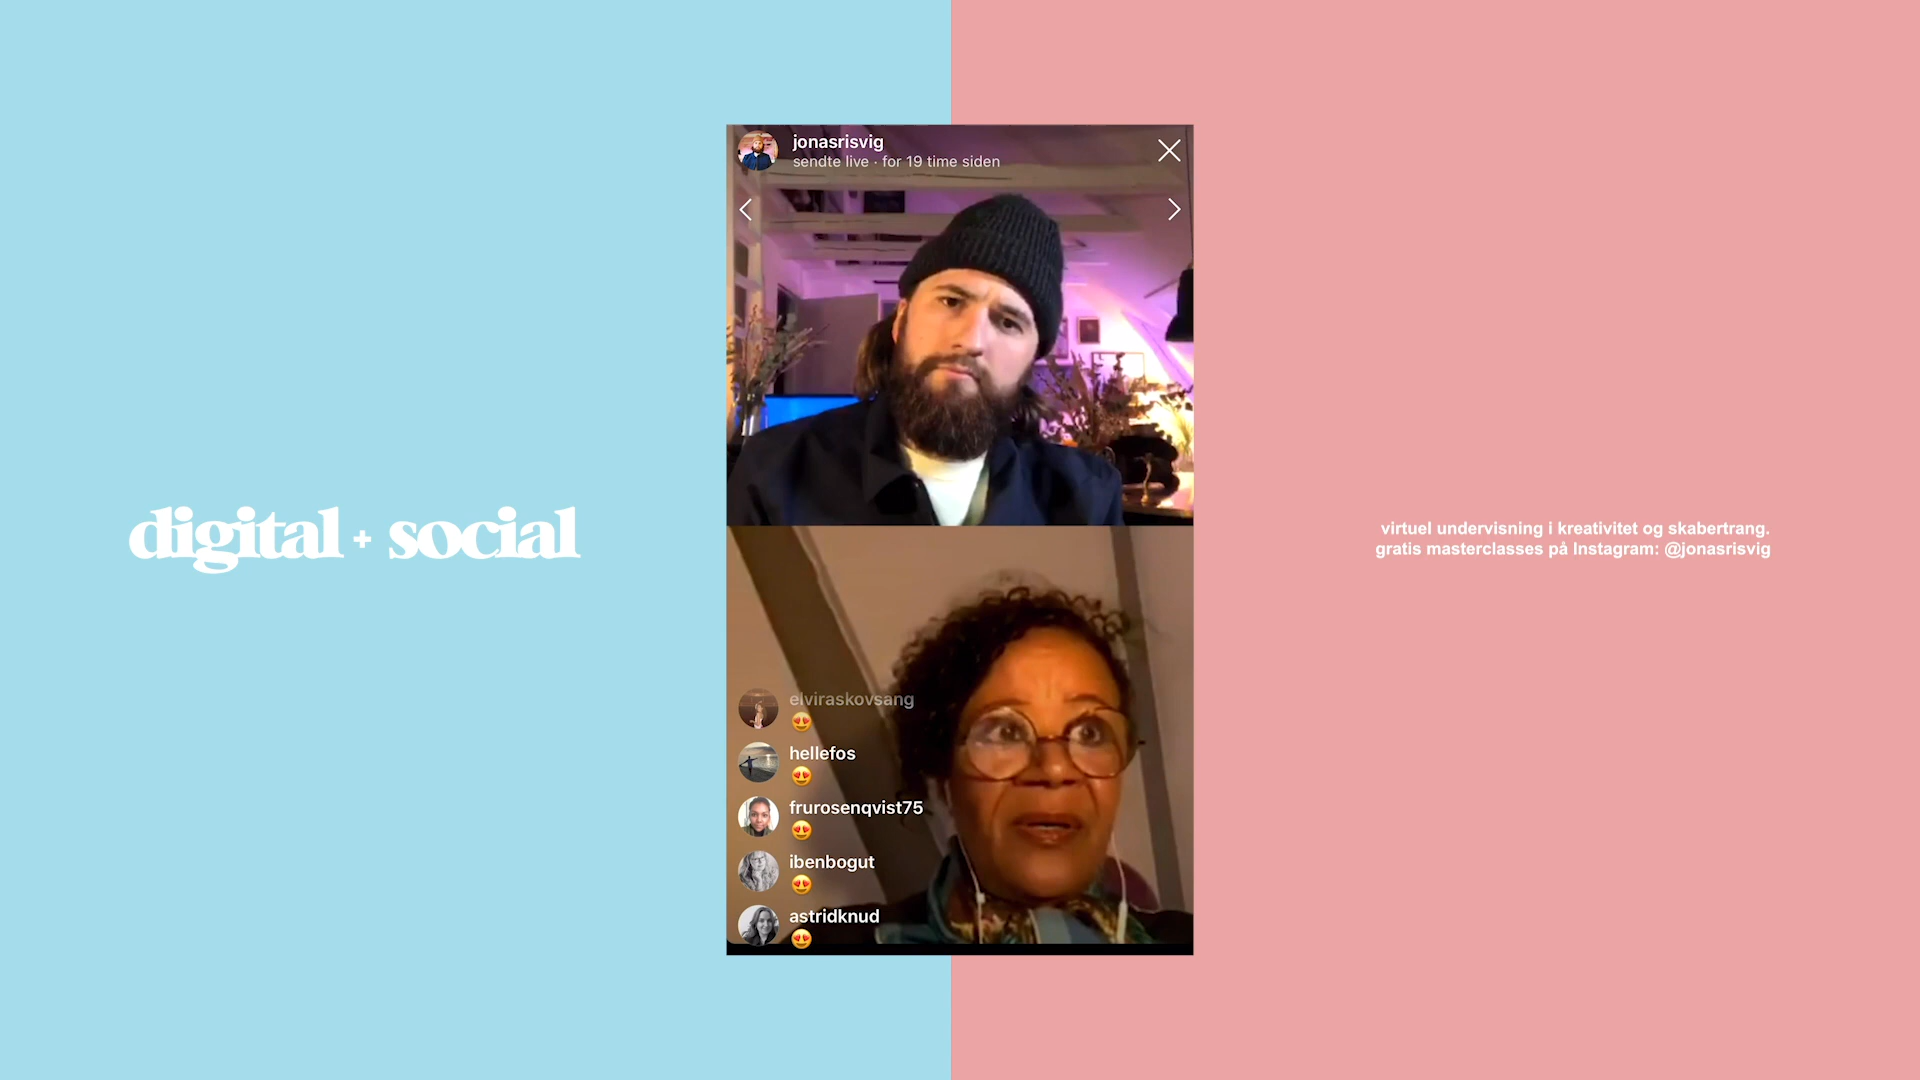 digital + social
jonasrisvig
sendte live · for 19 time siden
elviraskovsang
😍
hellefos
😍
frurosenqvist75
😍
ibenbogut
😍
astridknud
😍
virtuel undervisning i kreativitet og skabertrang.
gratis masterclasses på Instagram: @jonasrisvig